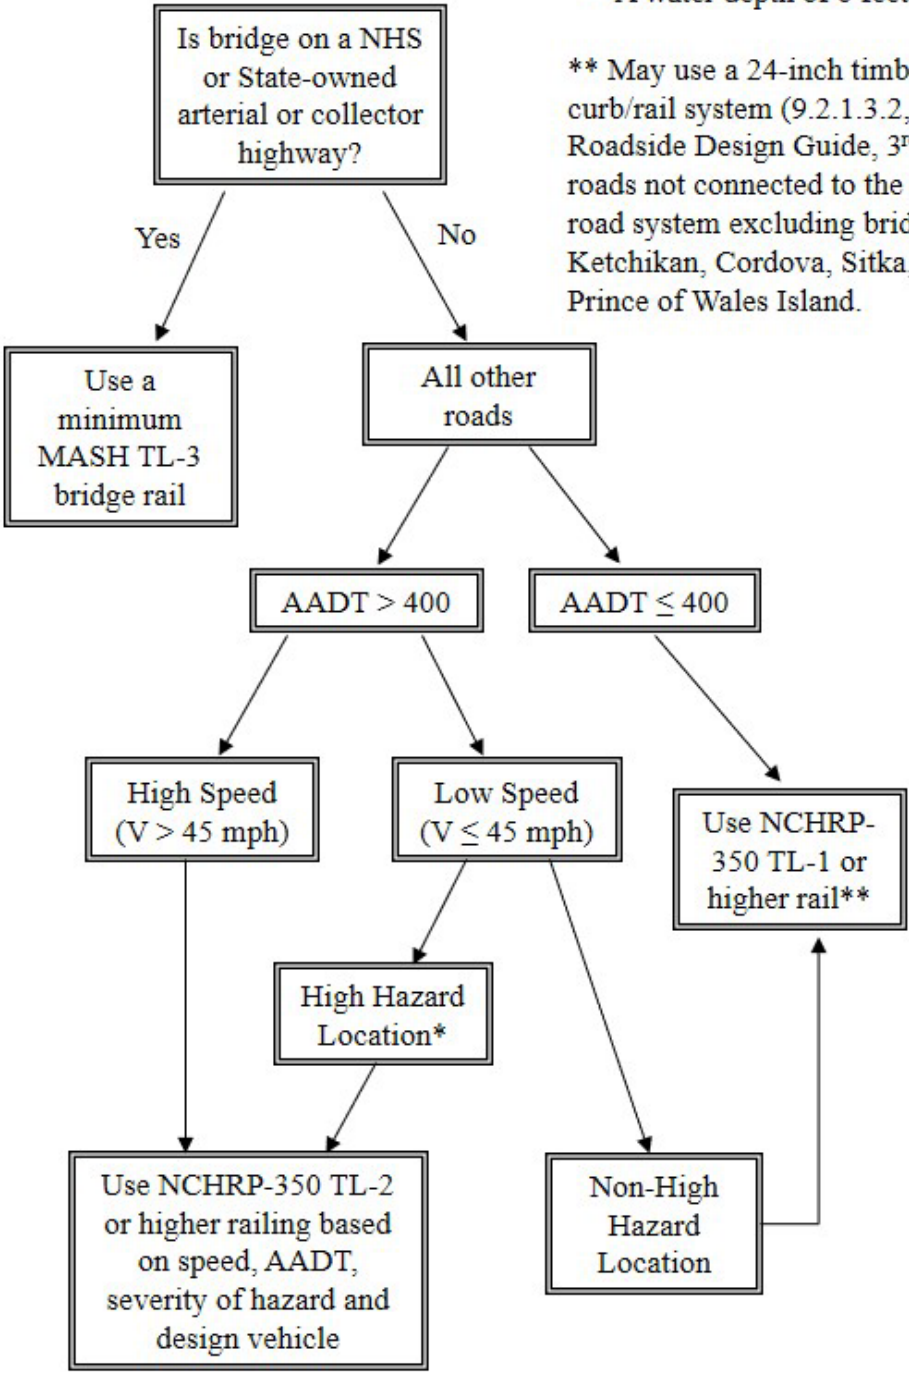 Is bridge on a NHS
or State-owned
arterial or collector
highway?
** May use a 24-inch
curb/rail system (9.2.1.3.2,
Roadside Design Guide,
roads not connected to the
road system excluding
Ketchikan, Cordova, Sitka,
Prince of Wales Island.
Yes
No
Use a
minimum
MASH TL-3
bridge rail
All other
roads
AADT > 400
AADT ≤ 400
High Speed
(V > 45 mph)
Low Speed
(V ≤ 45 mph)
Use NCHRP-
350 TL-1 or
higher rail**
High Hazard
Location*
Use NCHRP-350 TL-2
or higher railing based
on speed, AADT,
severity of hazard and
design vehicle
Non-High
Hazard
Location